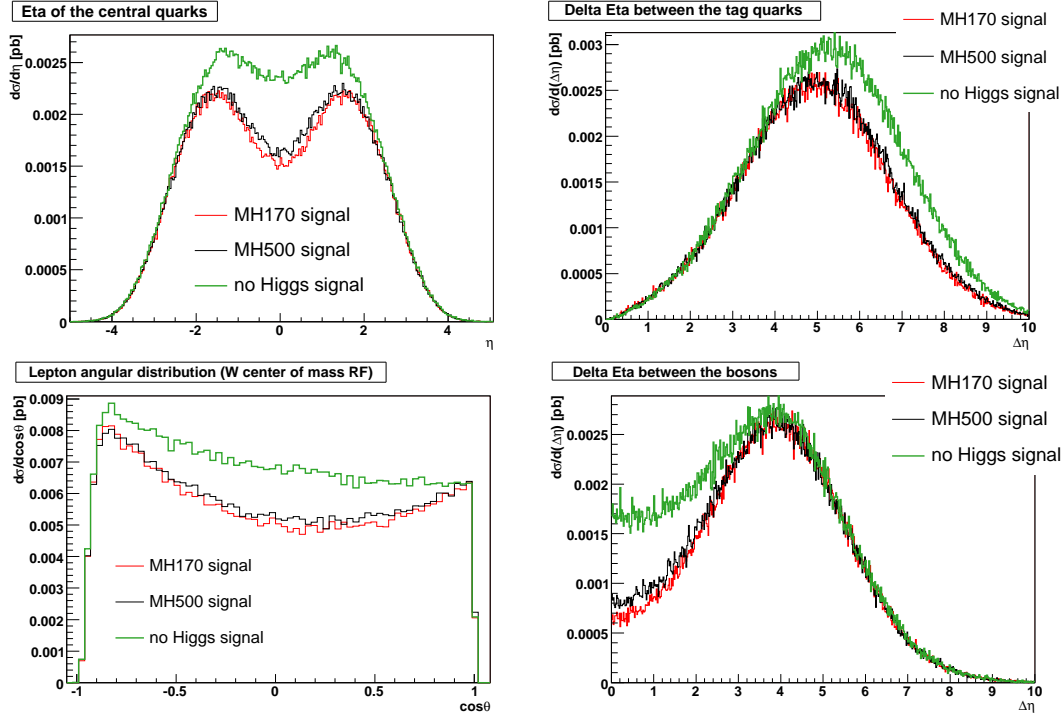 Eta of the central quarks
dσ/dη [pb]
0.0025
0.002
0.0015
0.001
0.0005
0
-4 -2 0 2 4
η
MH170 signal
MH500 signal
no Higgs signal
Delta Eta between the tag quarks
dσ/d(Δη) [pb]
0.003
0.0025
0.002
0.0015
0.001
0.0005
0
0 1 2 3 4 5 6 7 8 9 10
Δη
MH170 signal
MH500 signal
no Higgs signal
Lepton angular distribution (W center of mass RF)
dσ/dcosθ [pb]
0.009
0.008
0.007
0.006
0.005
0.004
0.003
0.002
0.001
0
-1 -0.5 0 0.5 1
cosθ
MH170 signal
MH500 signal
no Higgs signal
Delta Eta between the bosons
dσ/d(Δη) [pb]
0.0025
0.002
0.0015
0.001
0.0005
0
0 1 2 3 4 5 6 7 8 9 10
Δη
MH170 signal
MH500 signal
no Higgs signal